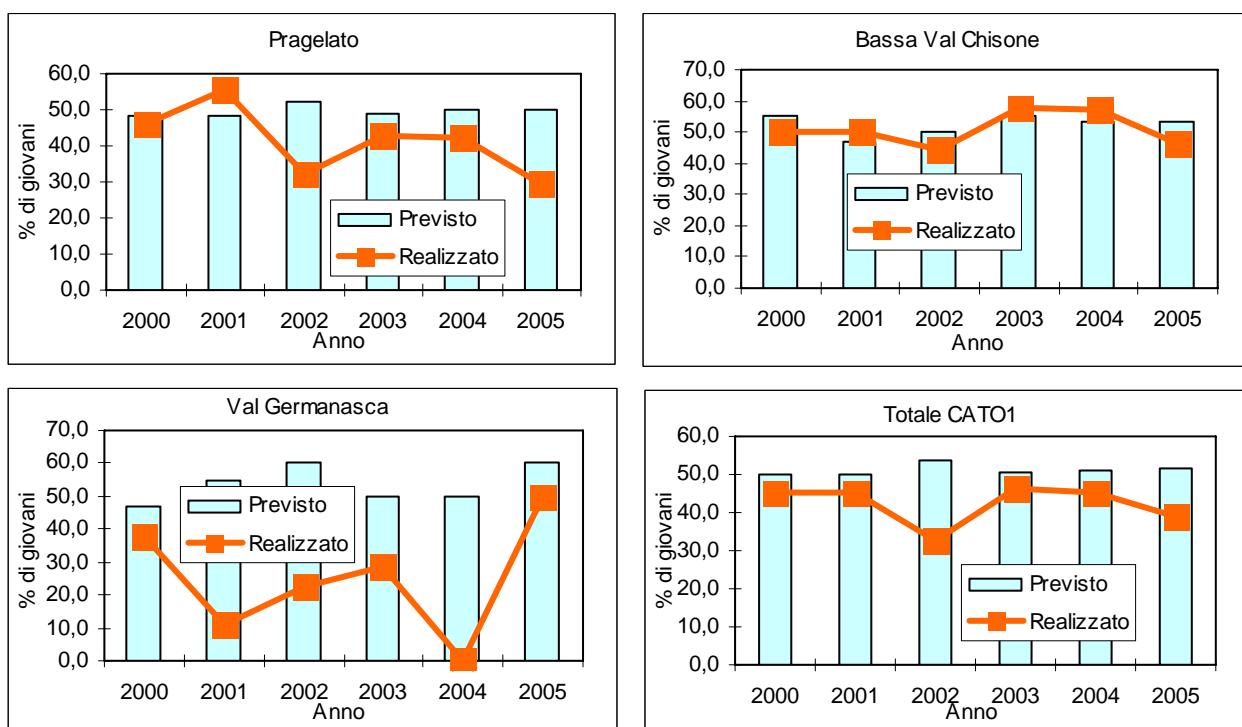 Pragelato
60,0
50,0
40,0
30,0
20,0
10,0
0,0
% di giovani
Previsto
Realizzato
2000 2001 2002 2003 2004 2005
Anno
Bassa Val Chisone
70,0
60,0
50,0
40,0
30,0
20,0
10,0
0,0
% di giovani
Previsto
Realizzato
2000 2001 2002 2003 2004 2005
Anno
Val Germanasca
70,0
60,0
50,0
40,0
30,0
20,0
10,0
0,0
% di giovani
Previsto
Realizzato
2000 2001 2002 2003 2004 2005
Anno
Totale CATO1
60,0
50,0
40,0
30,0
20,0
10,0
0,0
% di giovani
Previsto
Realizzato
2000 2001 2002 2003 2004 2005
Anno